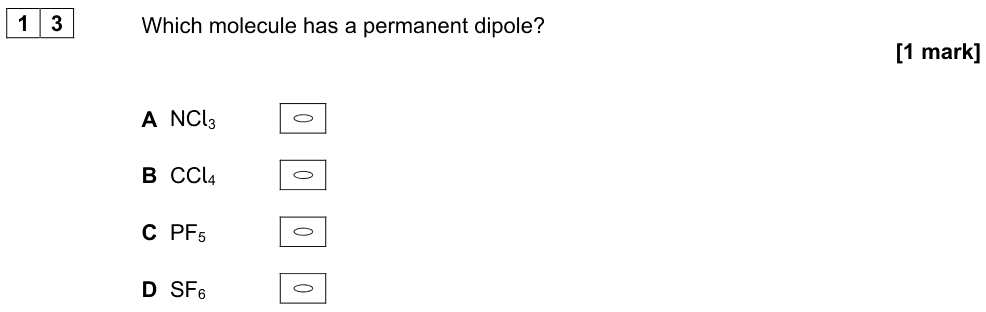 1 3 Which molecule has a permanent dipole?
[1 mark]
A NCl₃
B CCl₄
C PF₅
D SF₆